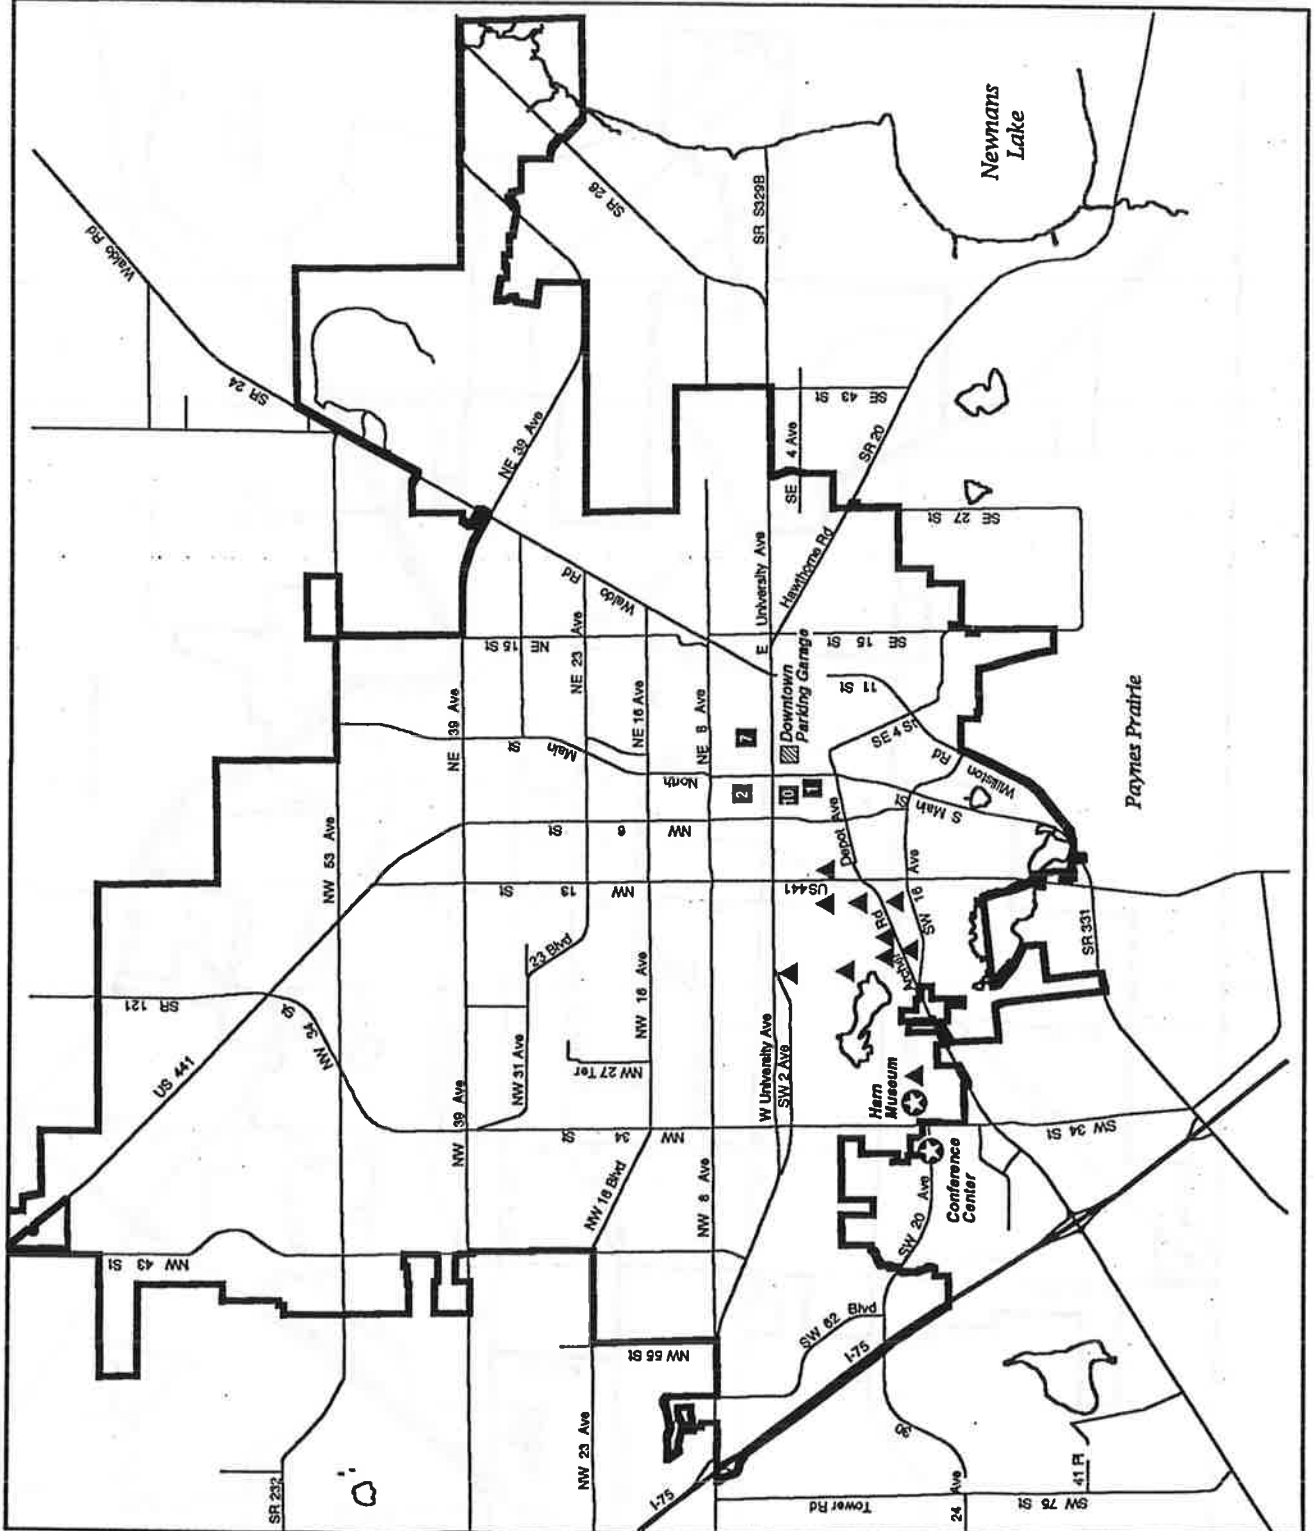 Waldo Rd
SR 24
SR 26
SR S329B
Newmans
Lake
NE 39 Ave
SE 43 St
SE 4 Ave
SR 20
SE 27 St
Hawthorne Rd
E University Ave
Waldo Rd
NE 15 St
NE 23 Ave
SE 15 St
11 St
Downtown
Parking Garage
NE 39 Ave
NE 16 Ave
NE 8 Ave
North Main St
7
2
10
1
SE 4 St
Williston Rd
Paynes Prairie
S Main St
Depot Ave
NW 53 Ave
NW 6 St
NW 13 St
US 441
SW 16 Ave
Archer Rd
SR 331
23 Blvd
NW 16 Ave
SR 121
NW 34 St
US 441
NW 31 Ave
NW 27 Ter
W University Ave
SW 2 Ave
Harn
Museum
NW 39 Ave
NW 34 St
SW 34 St
NW 16 Blvd
NW 8 Ave
Conference
Center
SW 20 Ave
NW 43 St
SW 62 Blvd
I-75
NW 55 St
NW 23 Ave
SR 232
I-75
Tower Rd
24 Ave
SW 75 St
41 Pl